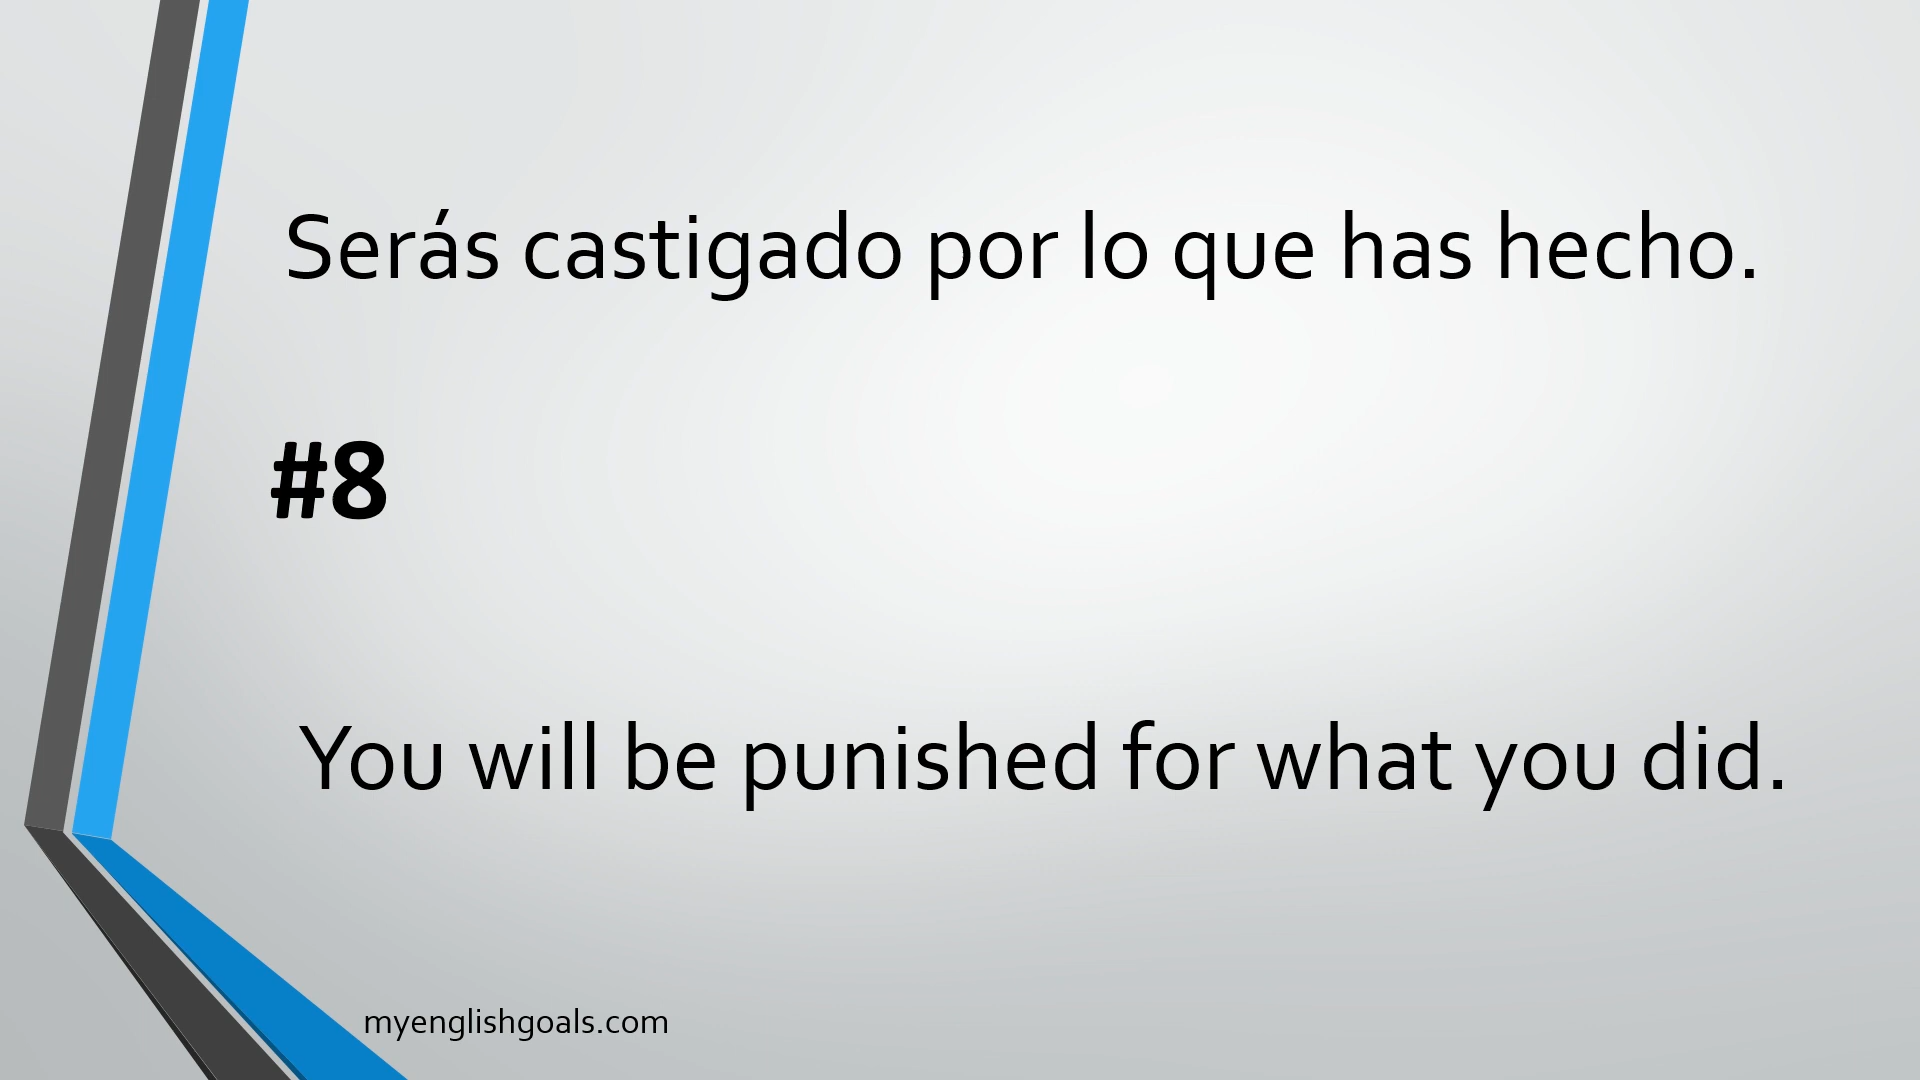 Serás castigado por lo que has hecho.
#8
You will be punished for what you did.
myenglishgoals.com